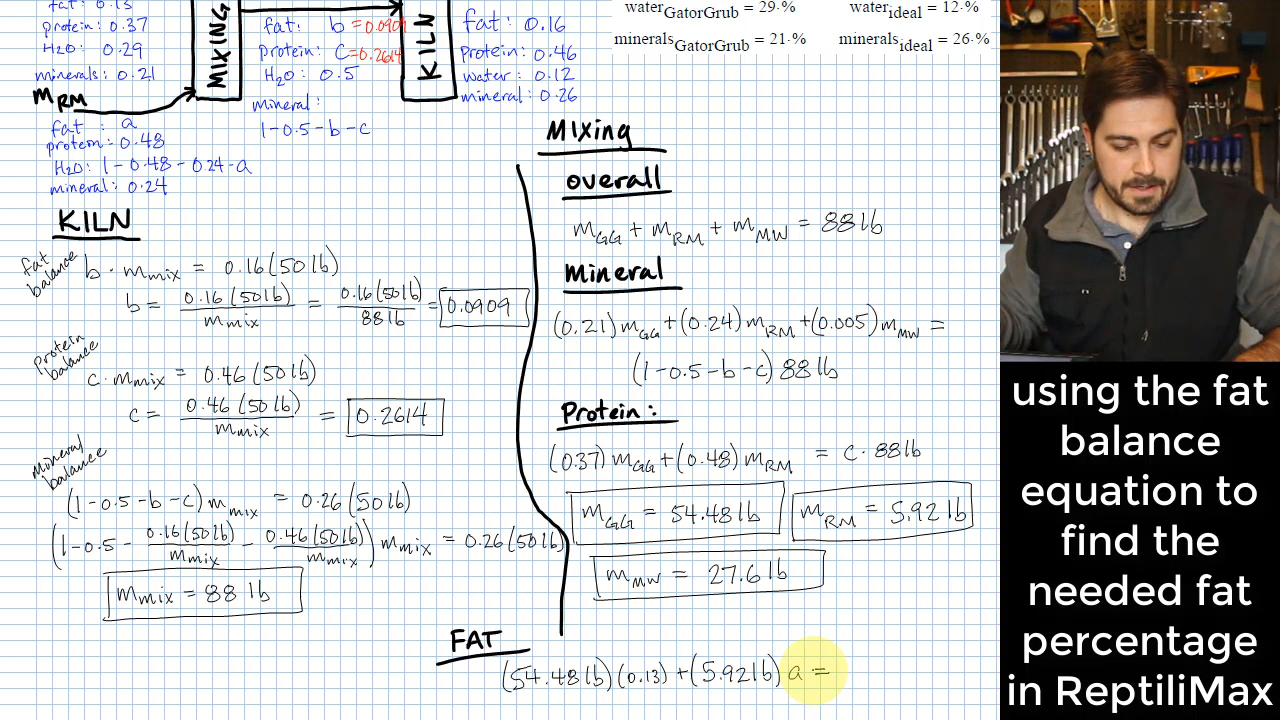 fat: 0.13
protein: 0.37
H2O: 0.29
minerals: 0.21
mRM
fat: a
protein: 0.48
H2O: 1-0.48-0.24-a
mineral: 0.24
MIXING
fat: b =0.0909
protein: c=0.2614
H2O: 0.5
mineral:
1-0.5-b-c
KILN
fat: 0.16
Protein: 0.46
water: 0.12
mineral: 0.26
waterGatorGrub = 29%
mineralsGatorGrub = 21·%
waterideal = 12·%
mineralsideal = 26·%
KILN
fat balance
b · mmix = 0.16(50lb)
b = 0.16(50lb)/mmix = 0.16(50lb)/88lb = 0.0909
Protein balance
c·mmix = 0.46(50lb)
c = 0.46(50lb)/mmix = 0.2614
Mineral balance
(1-0.5-b-c)mmix = 0.26(50lb)
(1-0.5- 0.16(50lb)/mmix - 0.46(50lb)/mmix) mmix = 0.26(50lb)
mmix = 88 lb
MIXing
overall
mGG + mRM + mMW = 88lb
Mineral
(0.21)mGG+(0.24)mRM+(0.005)mMW =
(1-0.5-b-c)88lb
Protein:
(0.37)mGG+(0.48)mRM = c·88lb
mGG = 54.48lb
mRM = 5.92lb
mMW = 27.6lb
FAT
(54.48lb)(0.13)+(5.92lb)a =
using the fat
balance
equation to
find the
needed fat
percentage
in ReptiliMax